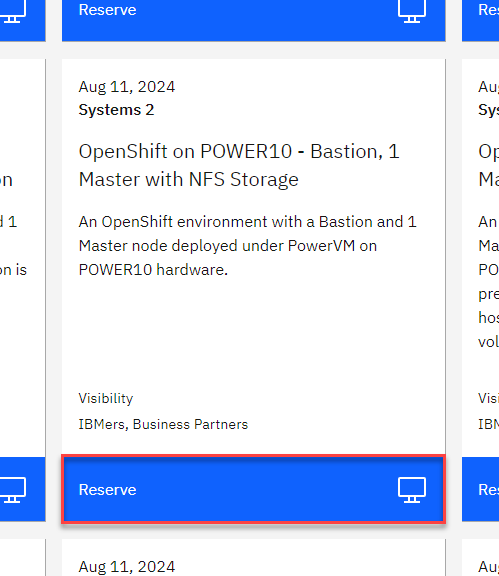 Reserve
Aug 11, 2024
Systems 2
OpenShift on POWER10 - Bastion, 1
Master with NFS Storage
An OpenShift environment with a Bastion and 1
Master node deployed under PowerVM on
POWER10 hardware.
Visibility
IBMers, Business Partners
Reserve
Aug 11, 2024